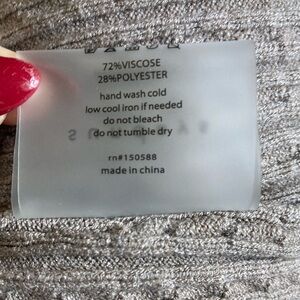 72%VISCOSE
28%POLYESTER
hand wash cold
low cool iron if needed
do not bleach
do not tumble dry
rn#150588
made in china